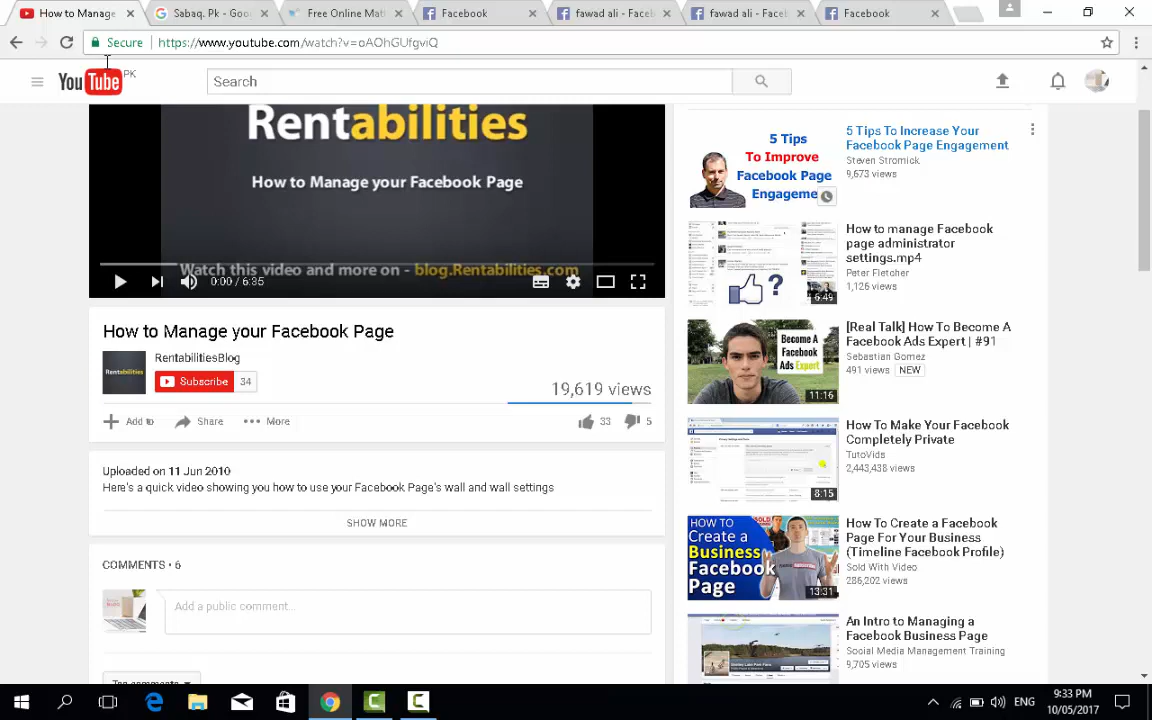 How to Manage
Sabaq. Pk - Goo
Free Online Mat
Facebook
fawad ali - Faceb
fawad ali - Faceb
Facebook
Secure
https://www.youtube.com/watch?v=oAOhGUfgviQ
YouTube PK
Search
Rentabilities
How to Manage your Facebook Page
Watch this video and more on - blog.Rentabilities.com
0:00 / 6:35
How to Manage your Facebook Page
Rentabilities
RentabilitiesBlog
Subscribe 34
19,619 views
Add to
Share
More
33
5
Uploaded on 11 Jun 2010
Here's a quick video showing you how to use your Facebook Page's wall and wall settings
SHOW MORE
COMMENTS • 6
Add a public comment...
Top comments
5 Tips
To Improve
Facebook Page
Engageme
5 Tips To Increase Your
Facebook Page Engagement
Steven Stromick
9,673 views
?
6:49
How to manage Facebook
page administrator
settings.mp4
Peter Fletcher
1,126 views
Become A
Facebook
Ads Expert
11:16
[Real Talk] How To Become A
Facebook Ads Expert | #91
Sebastian Gomez
491 views NEW
8:15
How To Make Your Facebook
Completely Private
TutoVids
2,443,438 views
HOW TO
Create a
Business
Facebook
Page
13:31
How To Create a Facebook
Page For Your Business
(Timeline Facebook Profile)
Sold With Video
286,202 views
An Intro to Managing a
Facebook Business Page
Social Media Management Training
9,705 views
ENG
9:33 PM
10/05/2017